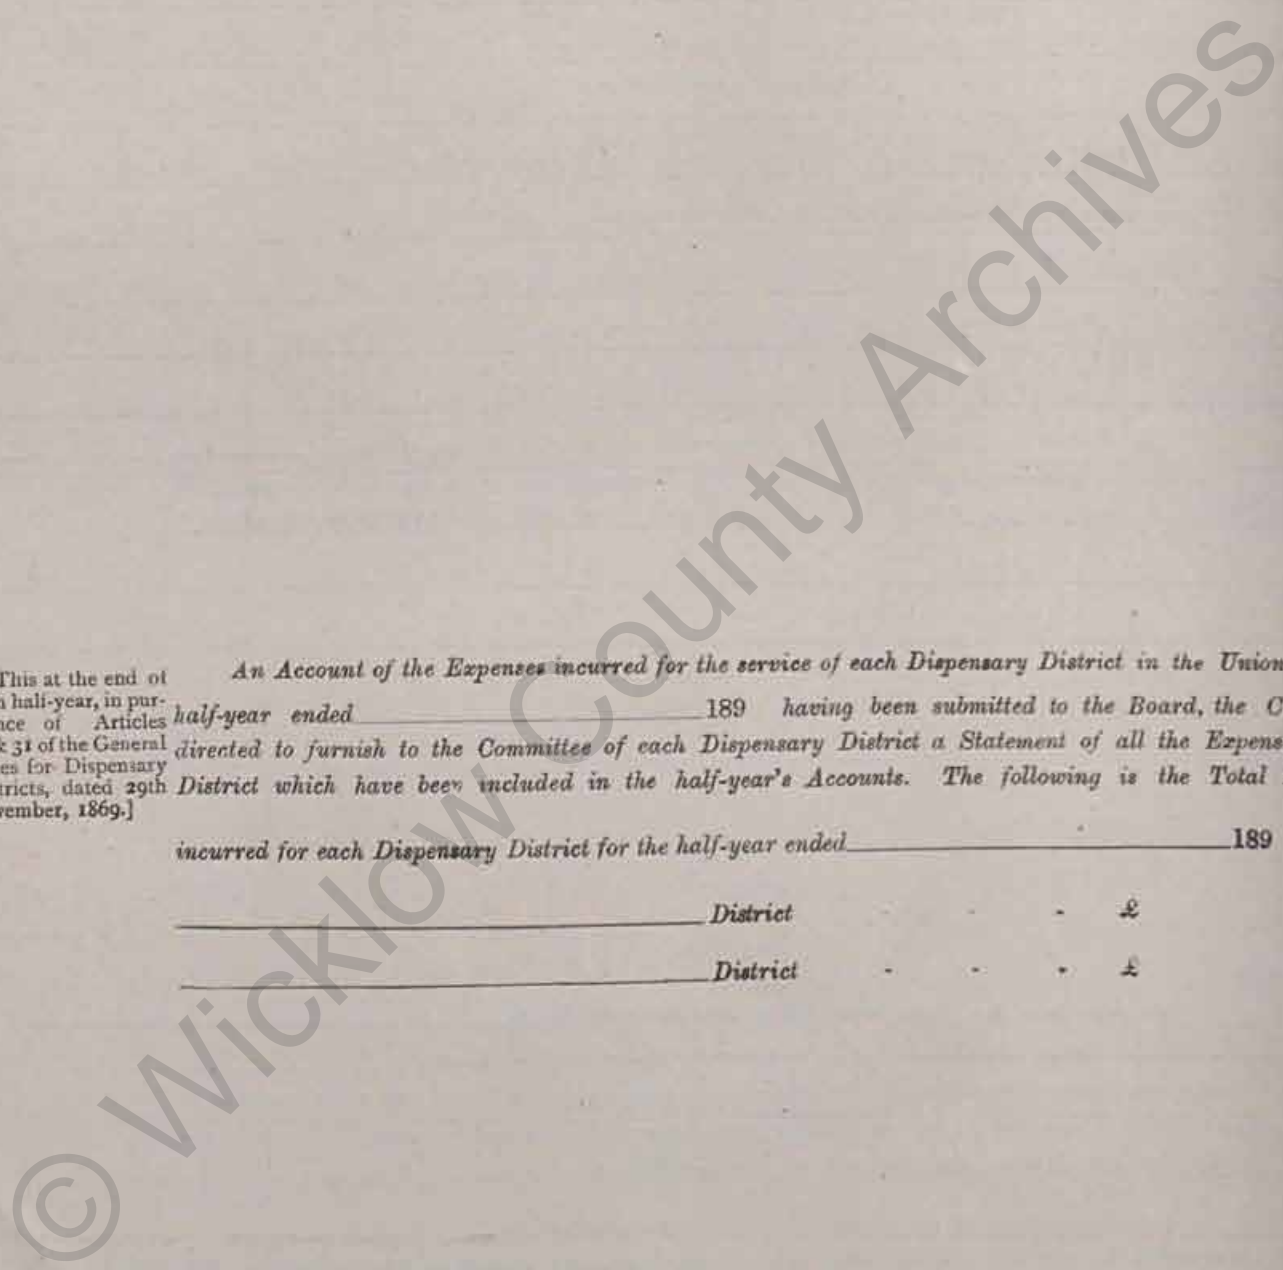 This at the end of
half-year, in pur-
nce of Articles
31 of the General
es for Dispensary
tricts, dated 29th
vember, 1869.]
An Account of the Expenses incurred for the service of each Dispensary District in the Union
half-year ended 189 having been submitted to the Board, the C
directed to furnish to the Committee of each Dispensary District a Statement of all the Expens
District which have been included in the half-year's Accounts. The following is the Total
incurred for each Dispensary District for the half-year ended 189
District - - - £
District - - - £
© Wicklow County Archives